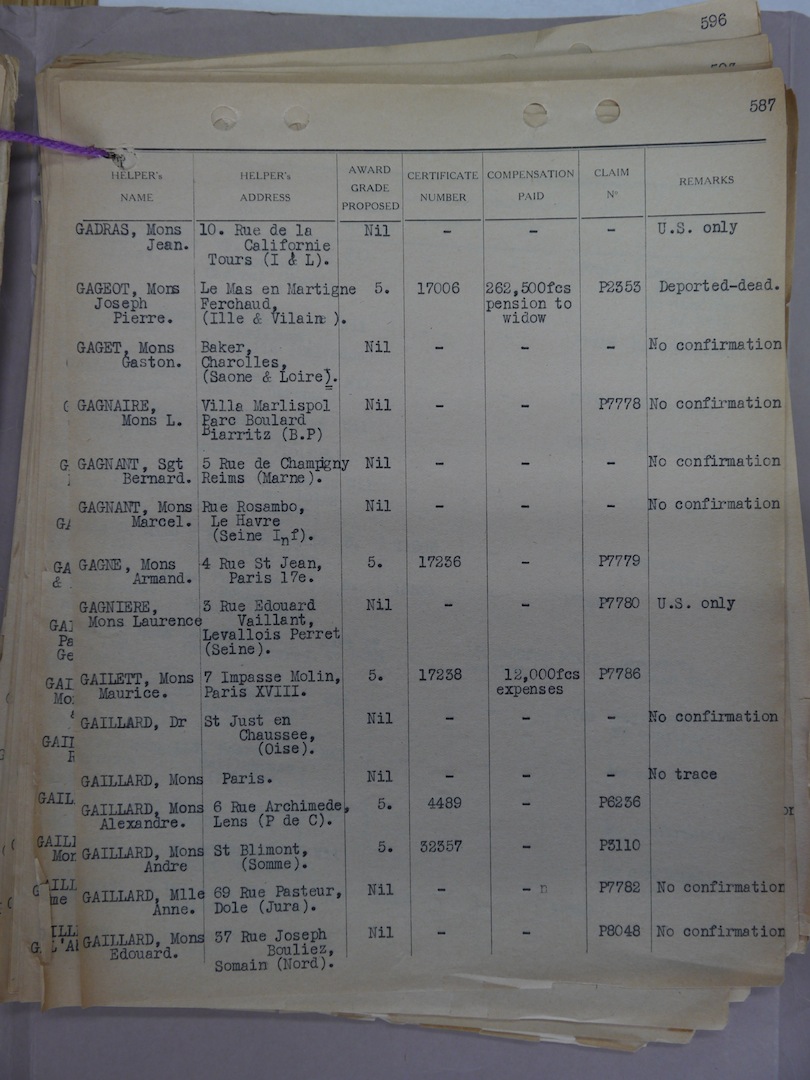 596
587
HELPER's NAME HELPER's ADDRESS AWARD GRADE PROPOSED CERTIFICATE NUMBER COMPENSATION PAID CLAIM Nº REMARKS
GADRAS, Mons 10. Rue de la Nil - - - U.S. only
Jean. Californie
Tours (I & L).
GAGEOT, Mons Le Mas en Martigne 5. 17006 262,500fcs P2353 Deported-dead.
Joseph Ferchaud, pension to
Pierre. (Ille & Vilaine ). widow
GAGET, Mons Baker, Nil - - No confirmation
Gaston. Charolles,
(Saone & Loire).
GAGNAIRE, Villa Marlispol Nil - - P7778 No confirmation
Mons L. Parc Boulard
Biarritz (B.P)
GAGNANT, Sgt 5 Rue de Champigny Nil - - - No confirmation
Bernard. Reims (Marne).
GAGNANT, Mons Rue Rosambo, Nil - - - No confirmation
Marcel. Le Havre
(Seine Inf).
GAGNE, Mons 4 Rue St Jean, 5. 17236 - P7779
Armand. Paris 17e.
GAGNIERE, 3 Rue Edouard Nil - - P7780 U.S. only
Mons Laurence Vaillant,
Levallois Perret
(Seine).
GAILETT, Mons 7 Impasse Molin, 5. 17238 12,000fcs P7786
Maurice. Paris XVIII. expenses
GAILLARD, Dr St Just en Nil - - - No confirmation
Chaussee,
(Oise).
GAILLARD, Mons Paris. Nil - - - No trace
GAILLARD, Mons 6 Rue Archimede, 5. 4489 - P6236
Alexandre. Lens (P de C).
GAILLARD, Mons St Blimont, 5. 32357 - P3110
Andre (Somme).
GAILLARD, Mlle 69 Rue Pasteur, Nil - - n P7782 No confirmation
Anne. Dole (Jura).
GAILLARD, Mons 37 Rue Joseph Nil - - P8048 No confirmation
Edouard. Bouliez,
Somain (Nord).